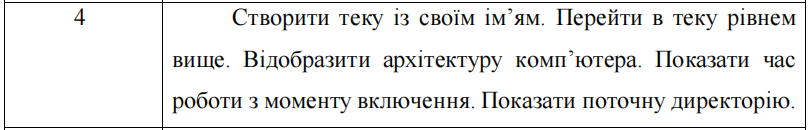 4 Створити теку із своїм ім’ям. Перейти в теку рівнем
вище. Відобразити архітектуру комп’ютера. Показати час
роботи з моменту включення. Показати поточну директорію.